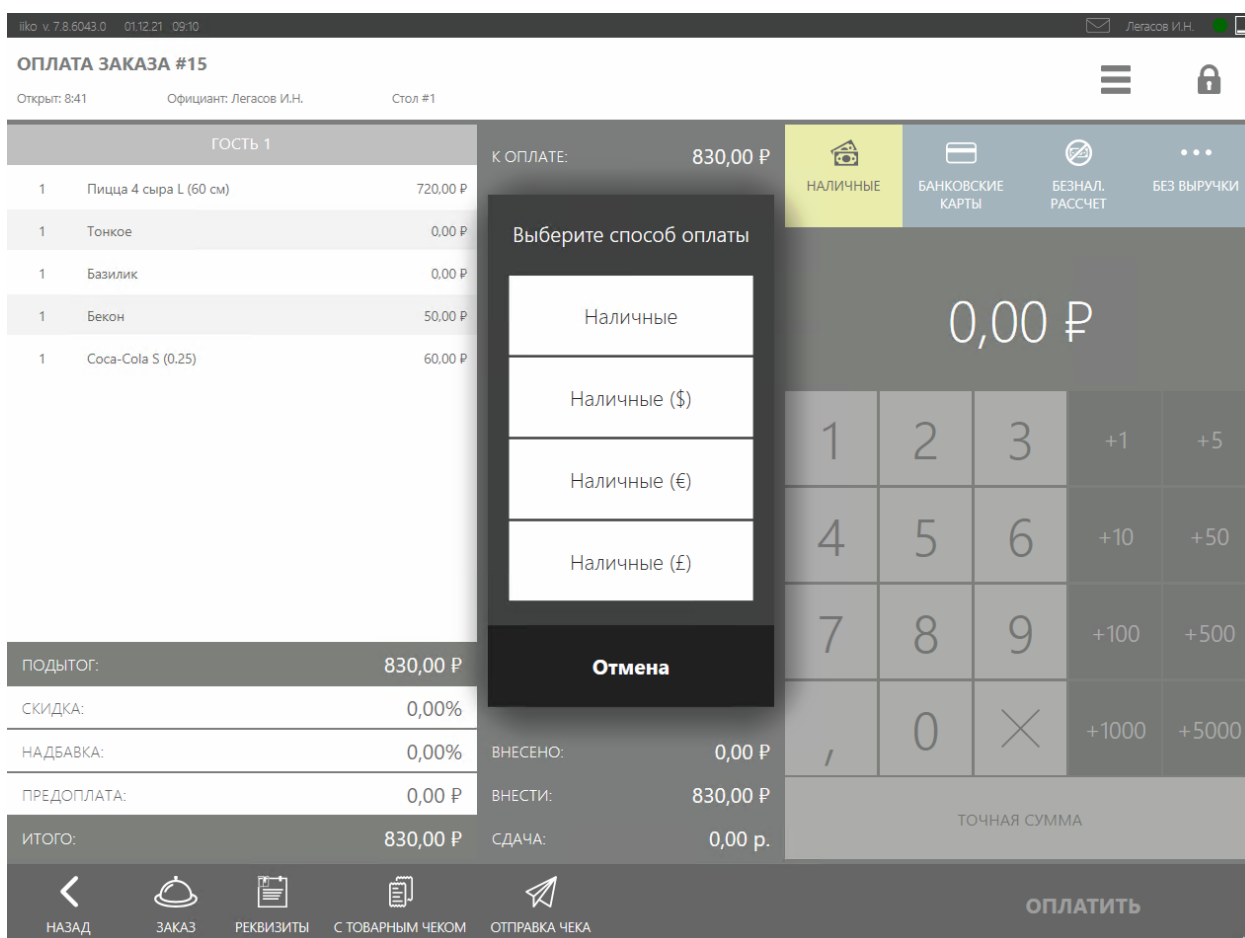 iiko v. 7.8.6043.0 01.12.21 09:10 Легасов И.Н.
ОПЛАТА ЗАКАЗА #15
Открыт: 8:41 Официант: Легасов И.Н. Стол #1
ГОСТЬ 1
1 Пицца 4 сыра L (60 см) 720,00 ₽
1 Тонкое 0,00 ₽
1 Базилик 0,00 ₽
1 Бекон 50,00 ₽
1 Coca-Cola S (0.25) 60,00 ₽
ПОДЫТОГ: 830,00 ₽
СКИДКА: 0,00%
НАДБАВКА: 0,00%
ПРЕДОПЛАТА: 0,00 ₽
ИТОГО: 830,00 ₽
К ОПЛАТЕ: 830,00 ₽
Выберите способ оплаты
Наличные
Наличные ($)
Наличные (€)
Наличные (£)
Отмена
ВНЕСЕНО: 0,00 ₽
ВНЕСТИ: 830,00 ₽
СДАЧА: 0,00 р.
НАЛИЧНЫЕ
БАНКОВСКИЕ
КАРТЫ
БЕЗНАЛ.
РАССЧЕТ
БЕЗ ВЫРУЧКИ
0,00 ₽
1 2 3 +1 +5
4 5 6 +10 +50
7 8 9 +100 +500
, 0 +1000 +5000
ТОЧНАЯ СУММА
НАЗАД ЗАКАЗ РЕКВИЗИТЫ С ТОВАРНЫМ ЧЕКОМ ОТПРАВКА ЧЕКА
ОПЛАТИТЬ